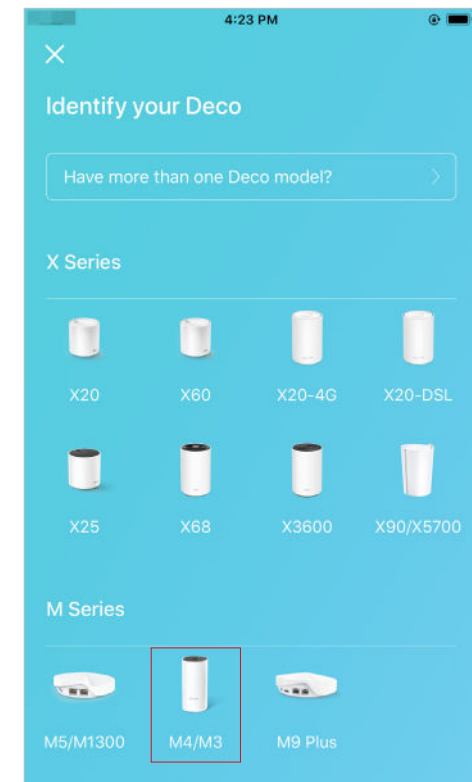 4:23 PM
Identify your Deco
Have more than one Deco model?
X Series
X20 X60 X20-4G X20-DSL
X25 X68 X3600 X90/X5700
M Series
M5/M1300 M4/M3 M9 Plus